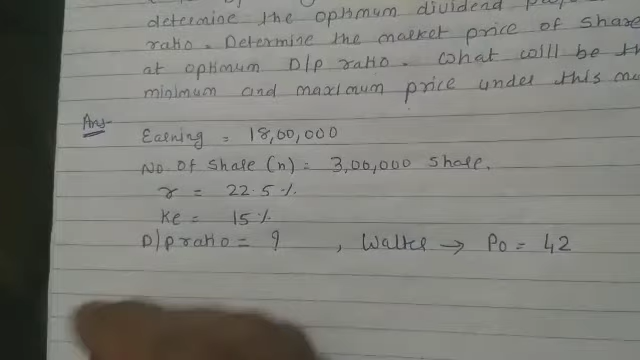 determine the optimum dividend
ratio. Determine the market price of share
at optimum D/P ratio. What will be
minimum and maximum price under this
Ans-
Earning = 18,00,000
No. of share (n) = 3,00,000 share.
r = 22.5 %
Ke = 15 %
D/p ratio = ? , Walter → P0 = 42